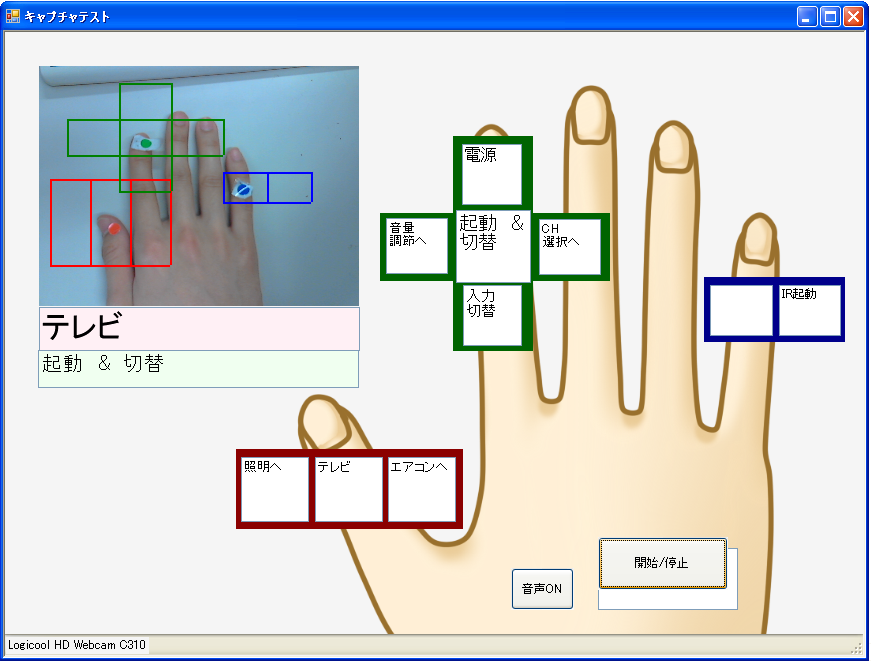 キャプチャテスト
テレビ
起動 & 切替
電源
音量
調節へ
起動 &
切替
CH
選択へ
入力
切替
IR起動
照明へ
テレビ
エアコンへ
音声ON
開始/停止
Logicool HD Webcam C310